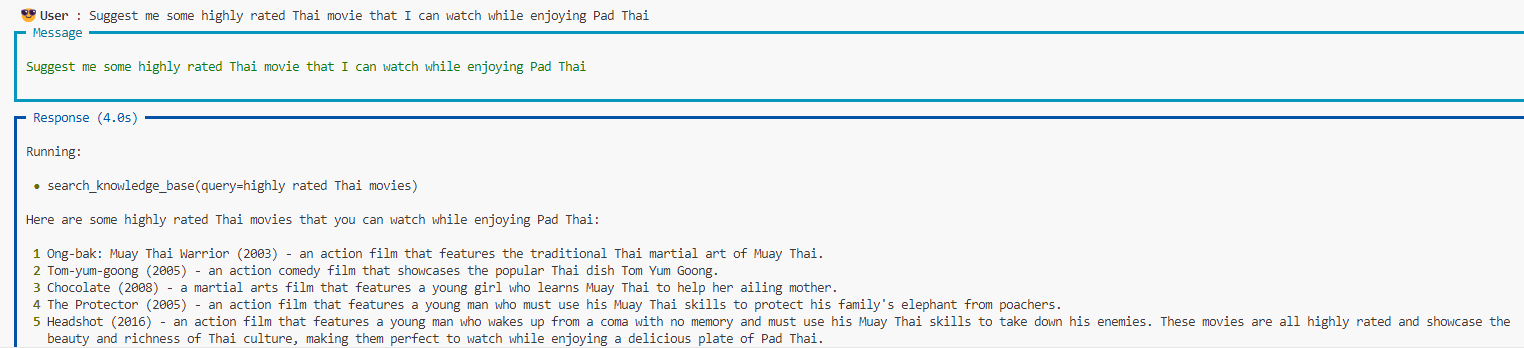 😎 User : Suggest me some highly rated Thai movie that I can watch while enjoying Pad Thai
Message
Suggest me some highly rated Thai movie that I can watch while enjoying Pad Thai
Response (4.0s)
Running:
• search_knowledge_base(query=highly rated Thai movies)
Here are some highly rated Thai movies that you can watch while enjoying Pad Thai:
1 Ong-bak: Muay Thai Warrior (2003) - an action film that features the traditional Thai martial art of Muay Thai.
2 Tom-yum-goong (2005) - an action comedy film that showcases the popular Thai dish Tom Yum Goong.
3 Chocolate (2008) - a martial arts film that features a young girl who learns Muay Thai to help her ailing mother.
4 The Protector (2005) - an action film that features a young man who must use his Muay Thai skills to protect his family's elephant from poachers.
5 Headshot (2016) - an action film that features a young man who wakes up from a coma with no memory and must use his Muay Thai skills to take down his enemies. These movies are all highly rated and showcase the
beauty and richness of Thai culture, making them perfect to watch while enjoying a delicious plate of Pad Thai.